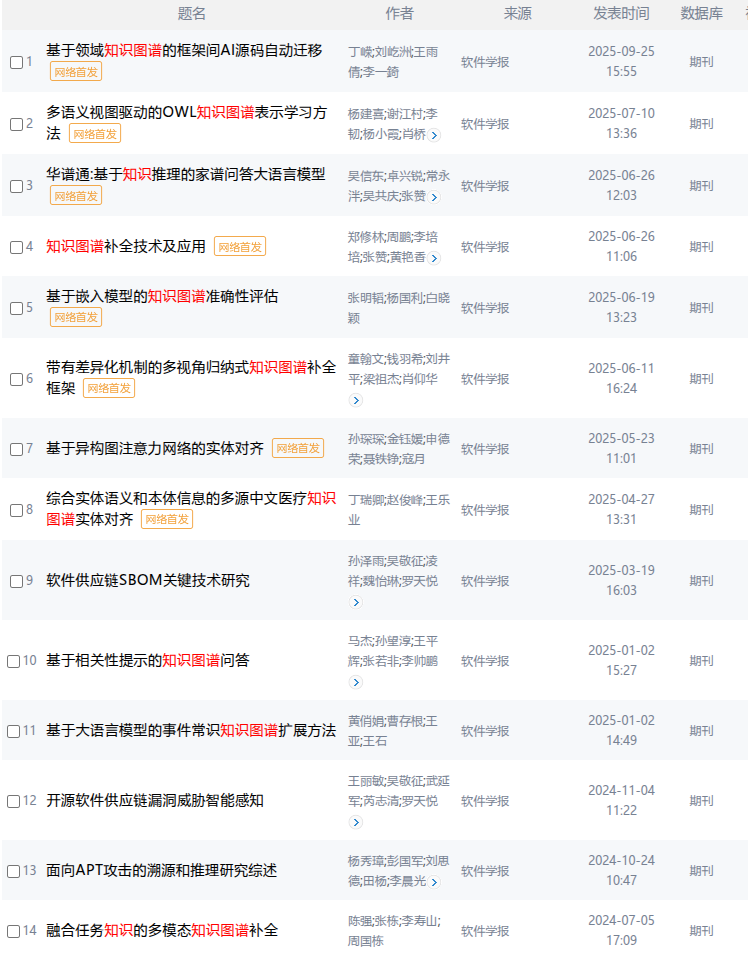 题名 作者 来源 发表时间 数据库
1 基于领域知识图谱的框架间AI源码自动迁移 网络首发 丁嵘;刘屹洲;王雨倩;李一錡 软件学报 2025-09-25 15:55 期刊
2 多语义视图驱动的OWL知识图谱表示学习方法 网络首发 杨建喜;谢江村;李韧;杨小霞;肖桥 软件学报 2025-07-10 13:36 期刊
3 华谱通:基于知识推理的家谱问答大语言模型 网络首发 吴信东;卓兴锐;常永泮;吴共庆;张赞 软件学报 2025-06-26 12:03 期刊
4 知识图谱补全技术及应用 网络首发 郑修林;周鹏;李培培;张赞;黄艳香 软件学报 2025-06-26 11:06 期刊
5 基于嵌入模型的知识图谱准确性评估 网络首发 张明韬;杨国利;白晓颖 软件学报 2025-06-19 13:23 期刊
6 带有差异化机制的多视角归纳式知识图谱补全框架 网络首发 童翰文;钱羽希;刘井平;梁祖杰;肖仰华 软件学报 2025-06-11 16:24 期刊
7 基于异构图注意力网络的实体对齐 网络首发 孙琛琛;金钰媛;申德荣;聂铁铮;寇月 软件学报 2025-05-23 11:01 期刊
8 综合实体语义和本体信息的多源中文医疗知识图谱实体对齐 网络首发 丁瑞卿;赵俊峰;王乐业 软件学报 2025-04-27 13:31 期刊
9 软件供应链SBOM关键技术研究 孙泽雨;吴敬征;凌祥;魏怡琳;罗天悦 软件学报 2025-03-19 16:03 期刊
10 基于相关性提示的知识图谱问答 马杰;孙望淳;王平辉;张若非;李帅鹏 软件学报 2025-01-02 15:27 期刊
11 基于大语言模型的事件常识知识图谱扩展方法 黄俏娟;曹存根;王亚;王石 软件学报 2025-01-02 14:49 期刊
12 开源软件供应链漏洞威胁智能感知 王丽敏;吴敬征;武延军;芮志清;罗天悦 软件学报 2024-11-04 11:22 期刊
13 面向APT攻击的溯源和推理研究综述 杨秀璋;彭国军;刘思德;田杨;李晨光 软件学报 2024-10-24 10:47 期刊
14 融合任务知识的多模态知识图谱补全 陈强;张栋;李寿山;周国栋 软件学报 2024-07-05 17:09 期刊